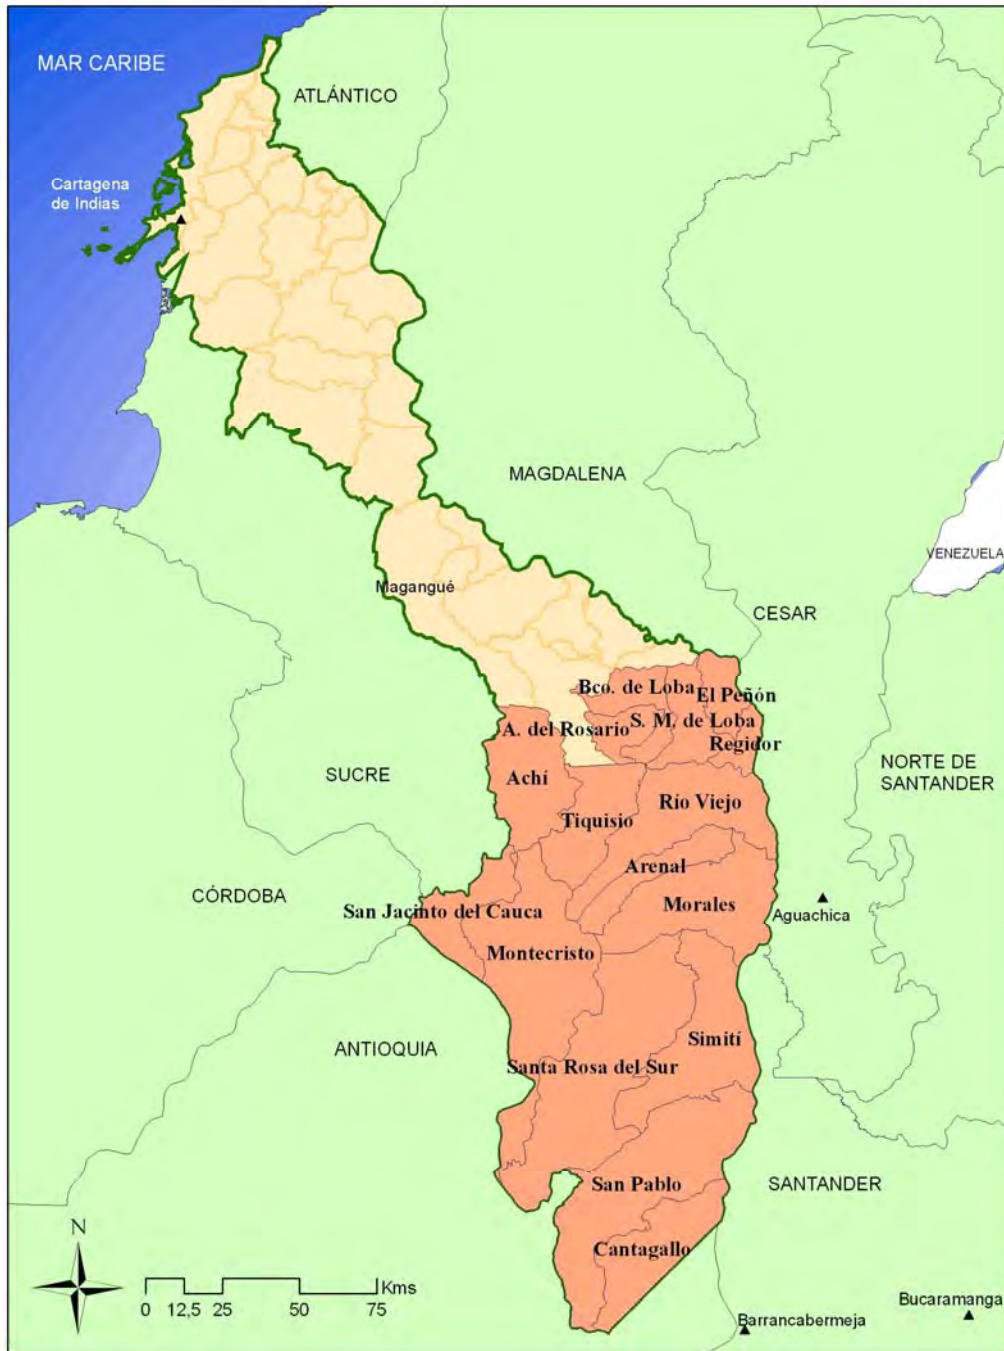 MAR CARIBE
ATLÁNTICO
Cartagena
de Indias
MAGDALENA
VENEZUELA
Magangué
CESAR
Bco. de Loba
El Peñón
S. M. de Loba
A. del Rosario
Regidor
NORTE DE
SANTANDER
SUCRE
Achí
Río Viejo
Tiquisio
Arenal
CÓRDOBA
Morales
San Jacinto del Cauca
Aguachica
Montecristo
Simití
ANTIOQUIA
Santa Rosa del Sur
San Pablo
SANTANDER
N
Cantagallo
Kms
0 12,5 25 50 75
Bucaramanga
Barrancabermeja